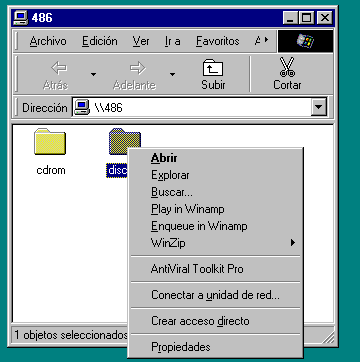 486
Archivo Edición Ver Ir a Favoritos A
Atrás Adelante Subir Cortar
Dirección \\486
cdrom
Abrir
Explorar
Buscar...
Play in Winamp
Enqueue in Winamp
WinZip
AntiViral Toolkit Pro
Conectar a unidad de red...
Crear acceso directo
Propiedades
1 objetos seleccionados